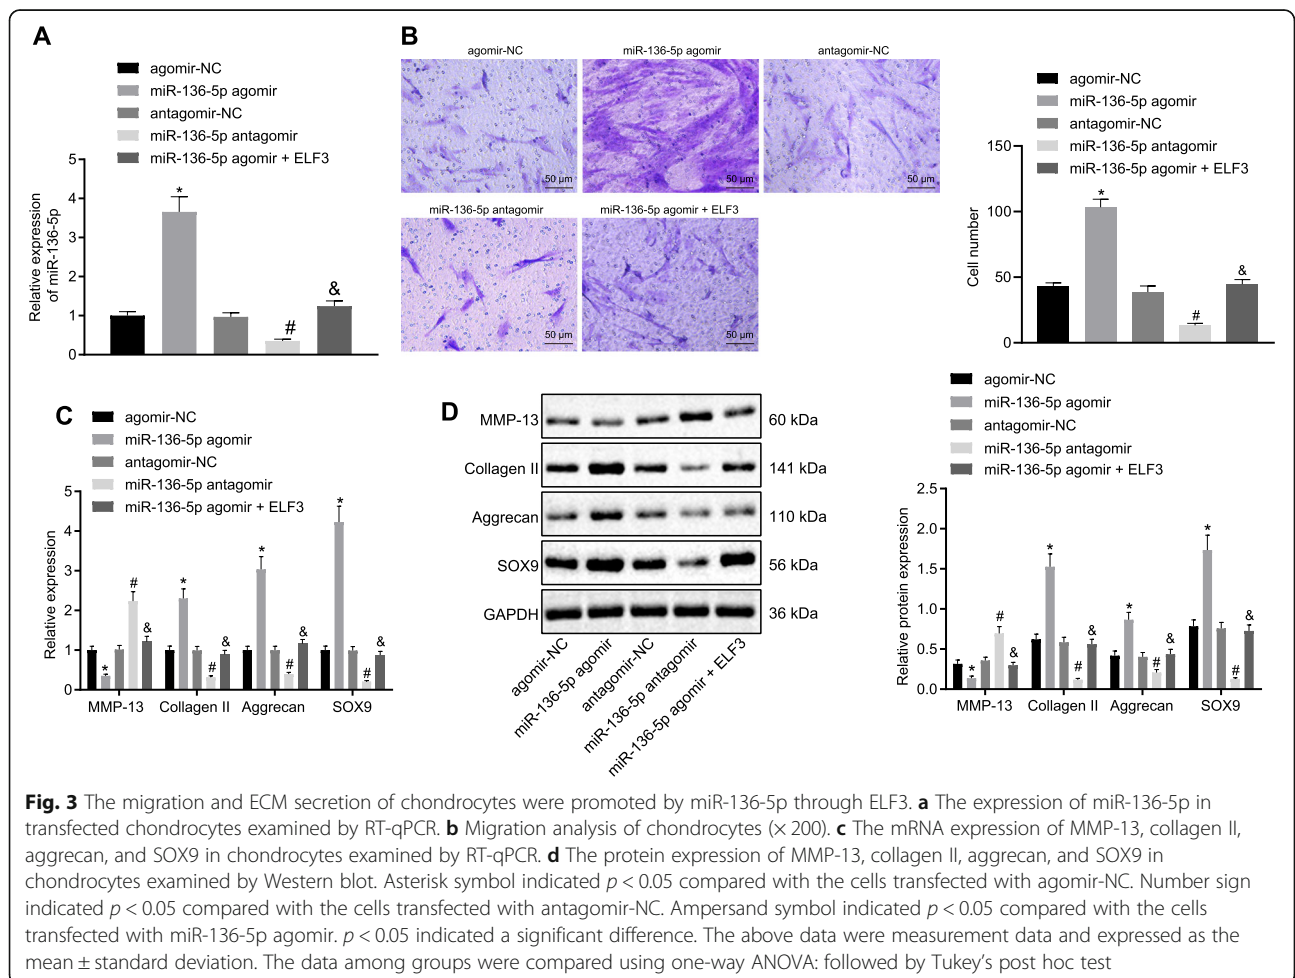 A
agomir-NC
miR-136-5p agomir
antagomir-NC
miR-136-5p antagomir
miR-136-5p agomir + ELF3
Relative expression
of miR-136-5p
5
4
3
2
1
0
*
#
&
B
agomir-NC
miR-136-5p agomir
antagomir-NC
50 µm
50 µm
50 µm
miR-136-5p antagomir
miR-136-5p agomir + ELF3
50 µm
50 µm
agomir-NC
miR-136-5p agomir
antagomir-NC
miR-136-5p antagomir
miR-136-5p agomir + ELF3
Cell number
150
100
50
0
*
#
&
C
agomir-NC
miR-136-5p agomir
antagomir-NC
miR-136-5p antagomir
miR-136-5p agomir + ELF3
Relative expression
5
4
3
2
1
0
* # &
* # &
* # &
* # &
MMP-13 Collagen II Aggrecan SOX9
D
MMP-13 60 kDa
Collagen II 141 kDa
Aggrecan 110 kDa
SOX9 56 kDa
GAPDH 36 kDa
agomir-NC
miR-136-5p agomir
antagomir-NC
miR-136-5p antagomir
miR-136-5p agomir + ELF3
agomir-NC
miR-136-5p agomir
antagomir-NC
miR-136-5p antagomir
miR-136-5p agomir + ELF3
Relative protein expression
2.5
2.0
1.5
1.0
0.5
0.0
* # &
* # &
* # &
* # &
MMP-13 Collagen II Aggrecan SOX9
Fig. 3 The migration and ECM secretion of chondrocytes were promoted by miR-136-5p through ELF3. a The expression of miR-136-5p in
transfected chondrocytes examined by RT-qPCR. b Migration analysis of chondrocytes (× 200). c The mRNA expression of MMP-13, collagen II,
aggrecan, and SOX9 in chondrocytes examined by RT-qPCR. d The protein expression of MMP-13, collagen II, aggrecan, and SOX9 in
chondrocytes examined by Western blot. Asterisk symbol indicated p < 0.05 compared with the cells transfected with agomir-NC. Number sign
indicated p < 0.05 compared with the cells transfected with antagomir-NC. Ampersand symbol indicated p < 0.05 compared with the cells
transfected with miR-136-5p agomir. p < 0.05 indicated a significant difference. The above data were measurement data and expressed as the
mean ± standard deviation. The data among groups were compared using one-way ANOVA: followed by Tukey's post hoc test